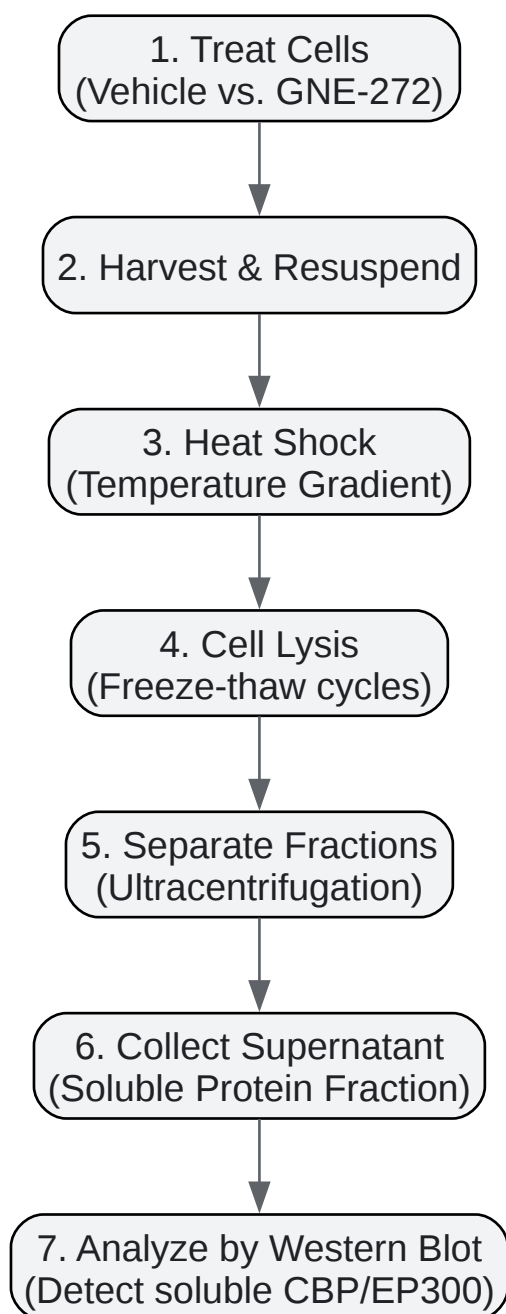 1. Treat Cells
(Vehicle vs. GNE-272)
2. Harvest & Resuspend
3. Heat Shock
(Temperature Gradient)
4. Cell Lysis
(Freeze-thaw cycles)
5. Separate Fractions
(Ultracentrifugation)
6. Collect Supernatant
(Soluble Protein Fraction)
7. Analyze by Western Blot
(Detect soluble CBP/EP300)